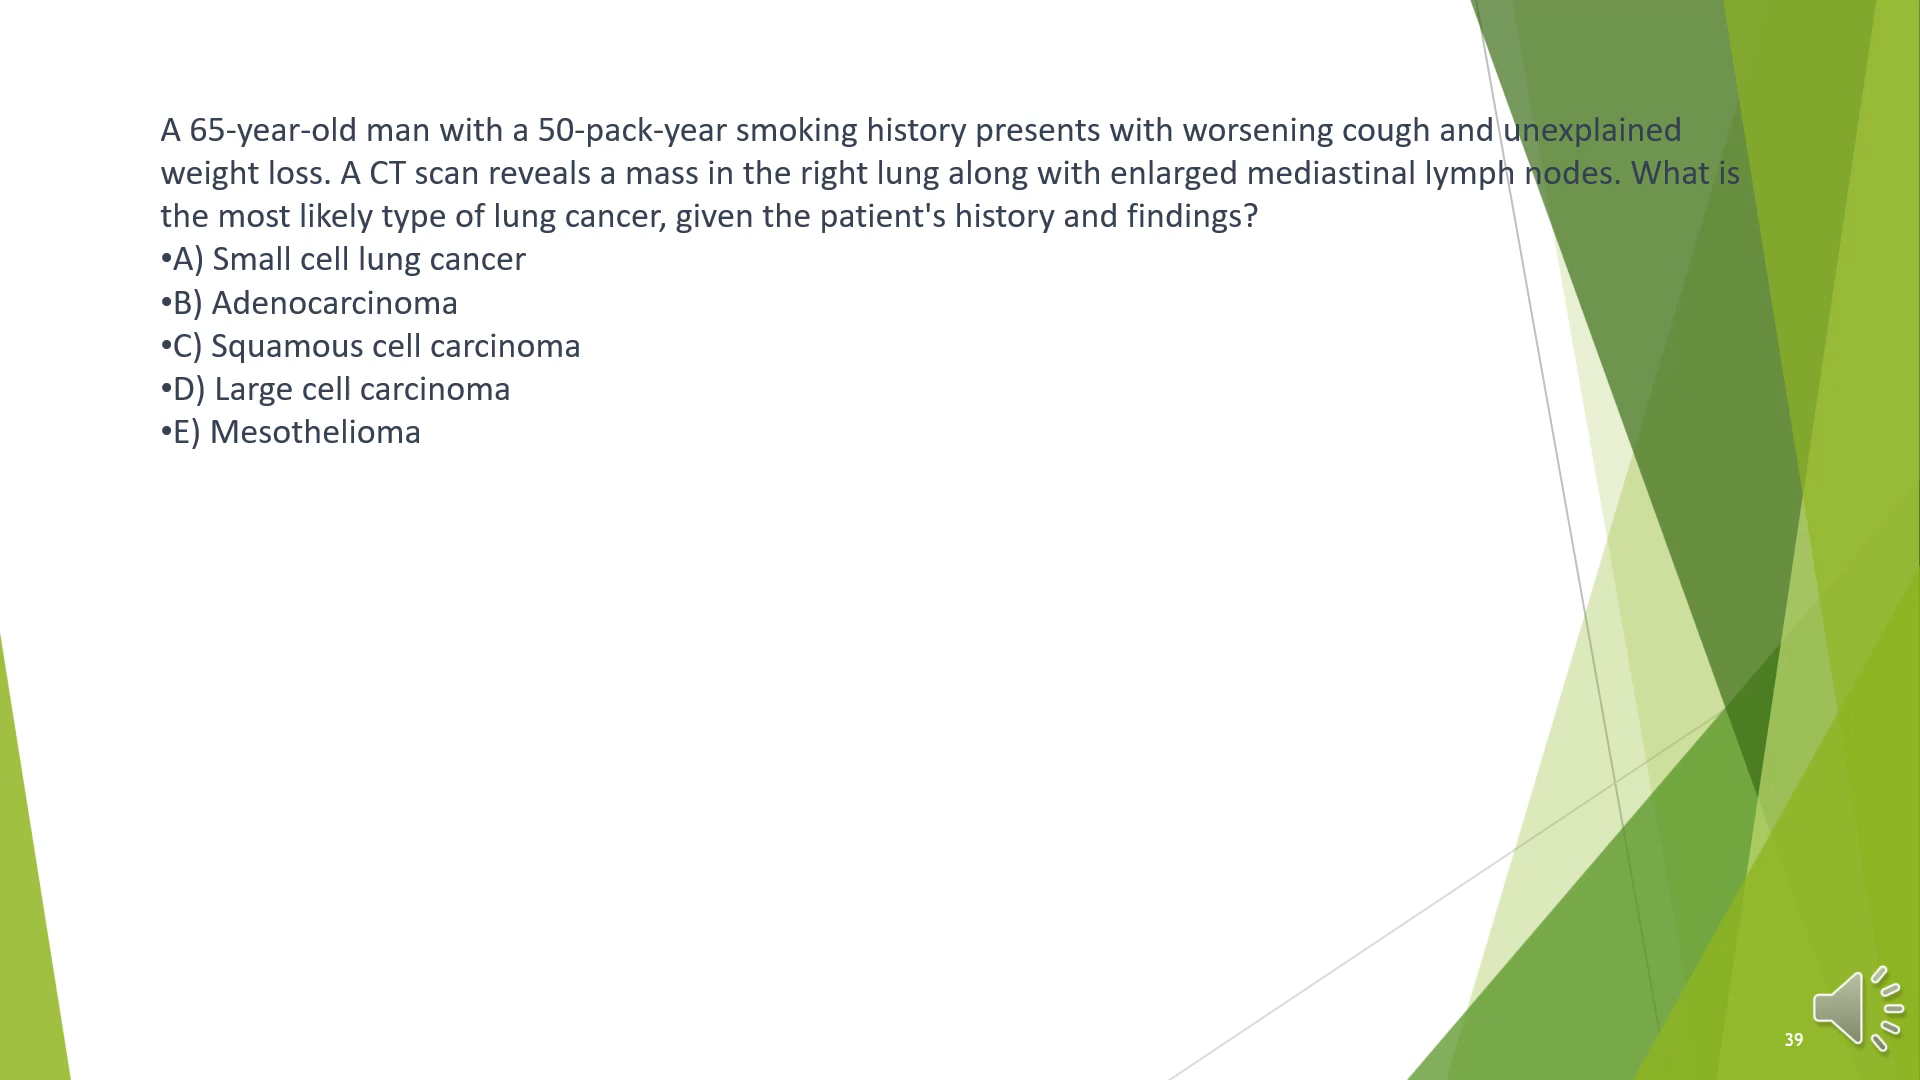 A 65-year-old man with a 50-pack-year smoking history presents with worsening cough and unexplained
weight loss. A CT scan reveals a mass in the right lung along with enlarged mediastinal lymph nodes. What is
the most likely type of lung cancer, given the patient's history and findings?
•A) Small cell lung cancer
•B) Adenocarcinoma
•C) Squamous cell carcinoma
•D) Large cell carcinoma
•E) Mesothelioma
39